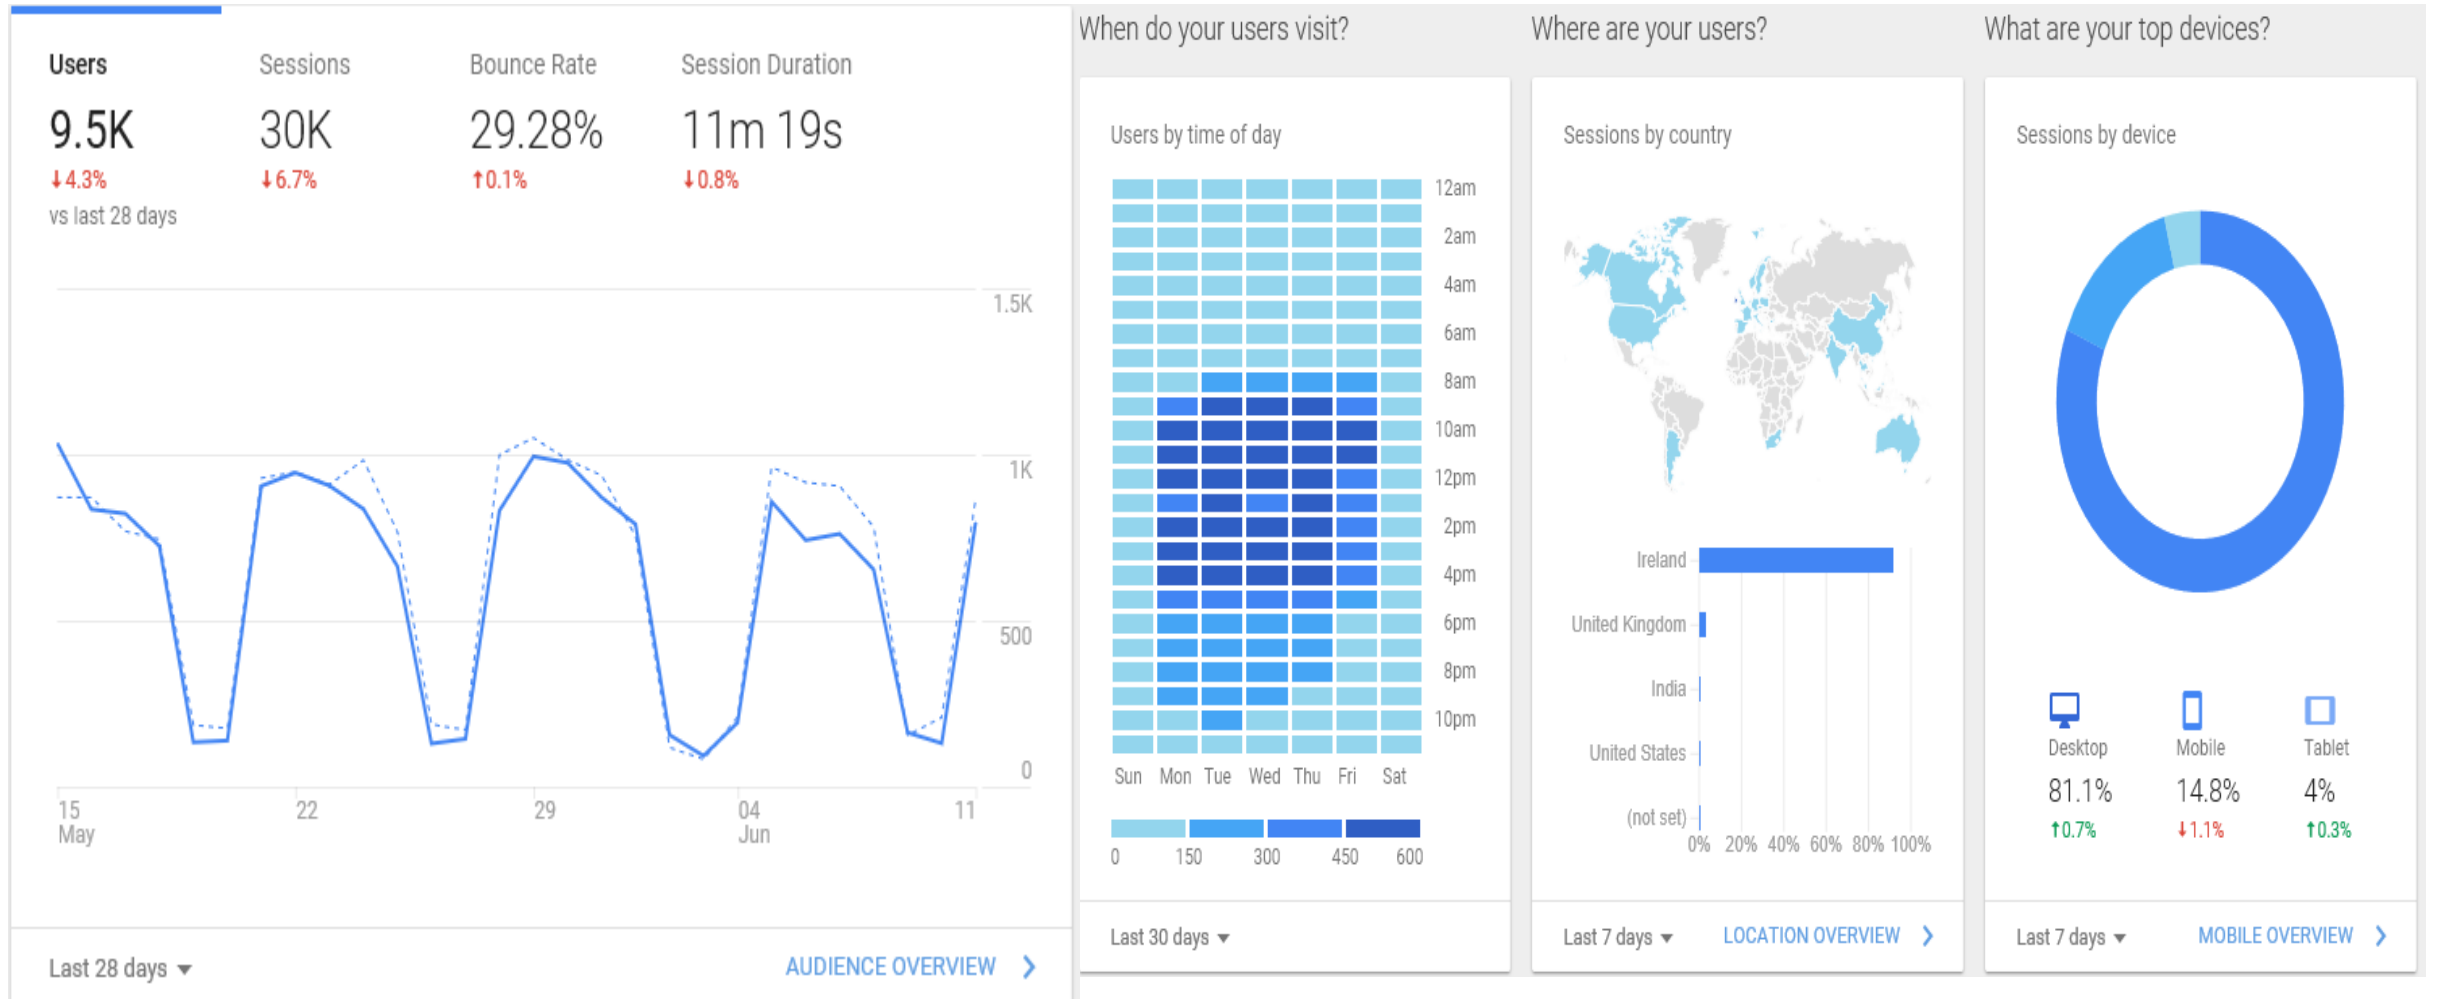 Users
9.5K
↓4.3%
vs last 28 days
Sessions
30K
↓6.7%
Bounce Rate
29.28%
↑0.1%
Session Duration
11m 19s
↓0.8%
1.5K
1K
500
0
15
May
22
29
04
Jun
11
Last 28 days
AUDIENCE OVERVIEW
When do your users visit?
Users by time of day
12am
2am
4am
6am
8am
10am
12pm
2pm
4pm
6pm
8pm
10pm
Sun Mon Tue Wed Thu Fri Sat
0 150 300 450 600
Last 30 days
Where are your users?
Sessions by country
Ireland
United Kingdom
India
United States
(not set)
0% 20% 40% 60% 80% 100%
Last 7 days
LOCATION OVERVIEW
What are your top devices?
Sessions by device
Desktop
81.1%
↑0.7%
Mobile
14.8%
↓1.1%
Tablet
4%
↑0.3%
Last 7 days
MOBILE OVERVIEW